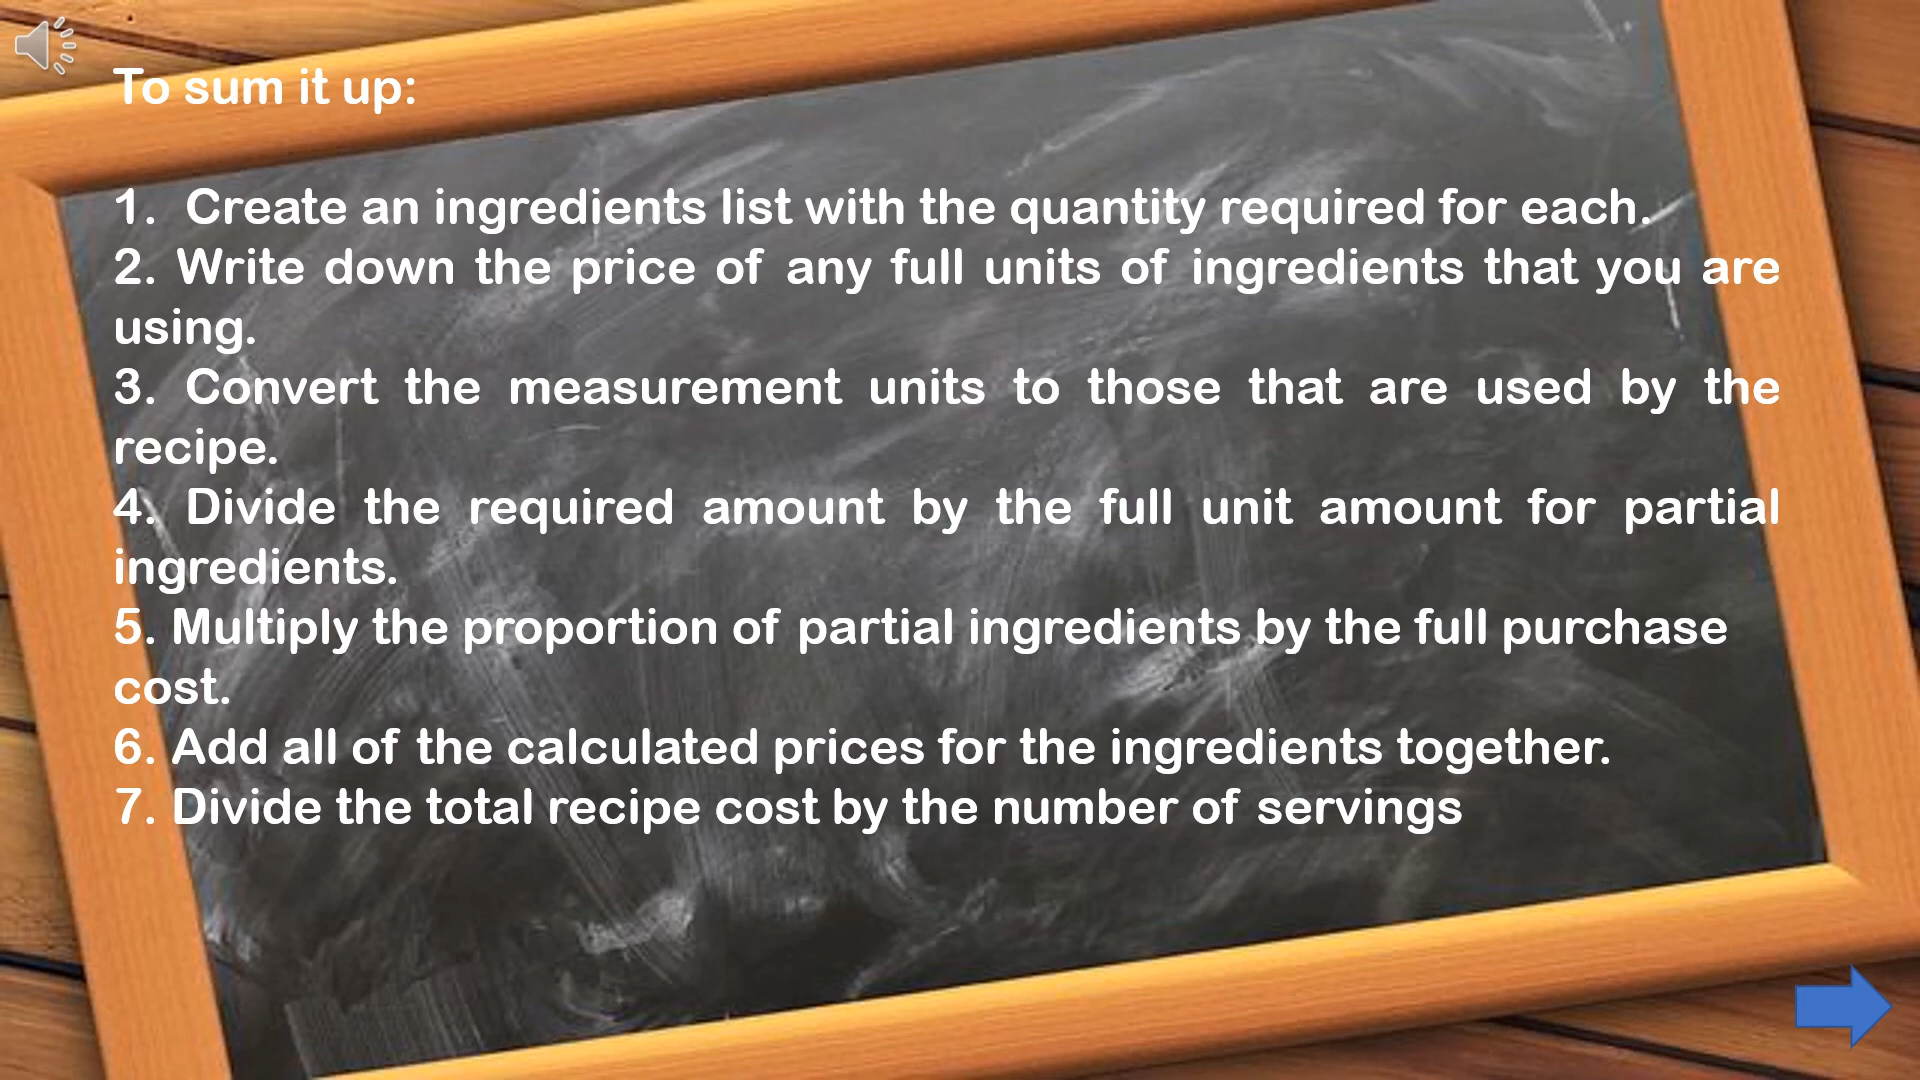 To sum it up:
1. Create an ingredients list with the quantity required for each.
2. Write down the price of any full units of ingredients that you are
using.
3. Convert the measurement units to those that are used by the
recipe.
4. Divide the required amount by the full unit amount for partial
ingredients.
5. Multiply the proportion of partial ingredients by the full purchase
cost.
6. Add all of the calculated prices for the ingredients together.
7. Divide the total recipe cost by the number of servings